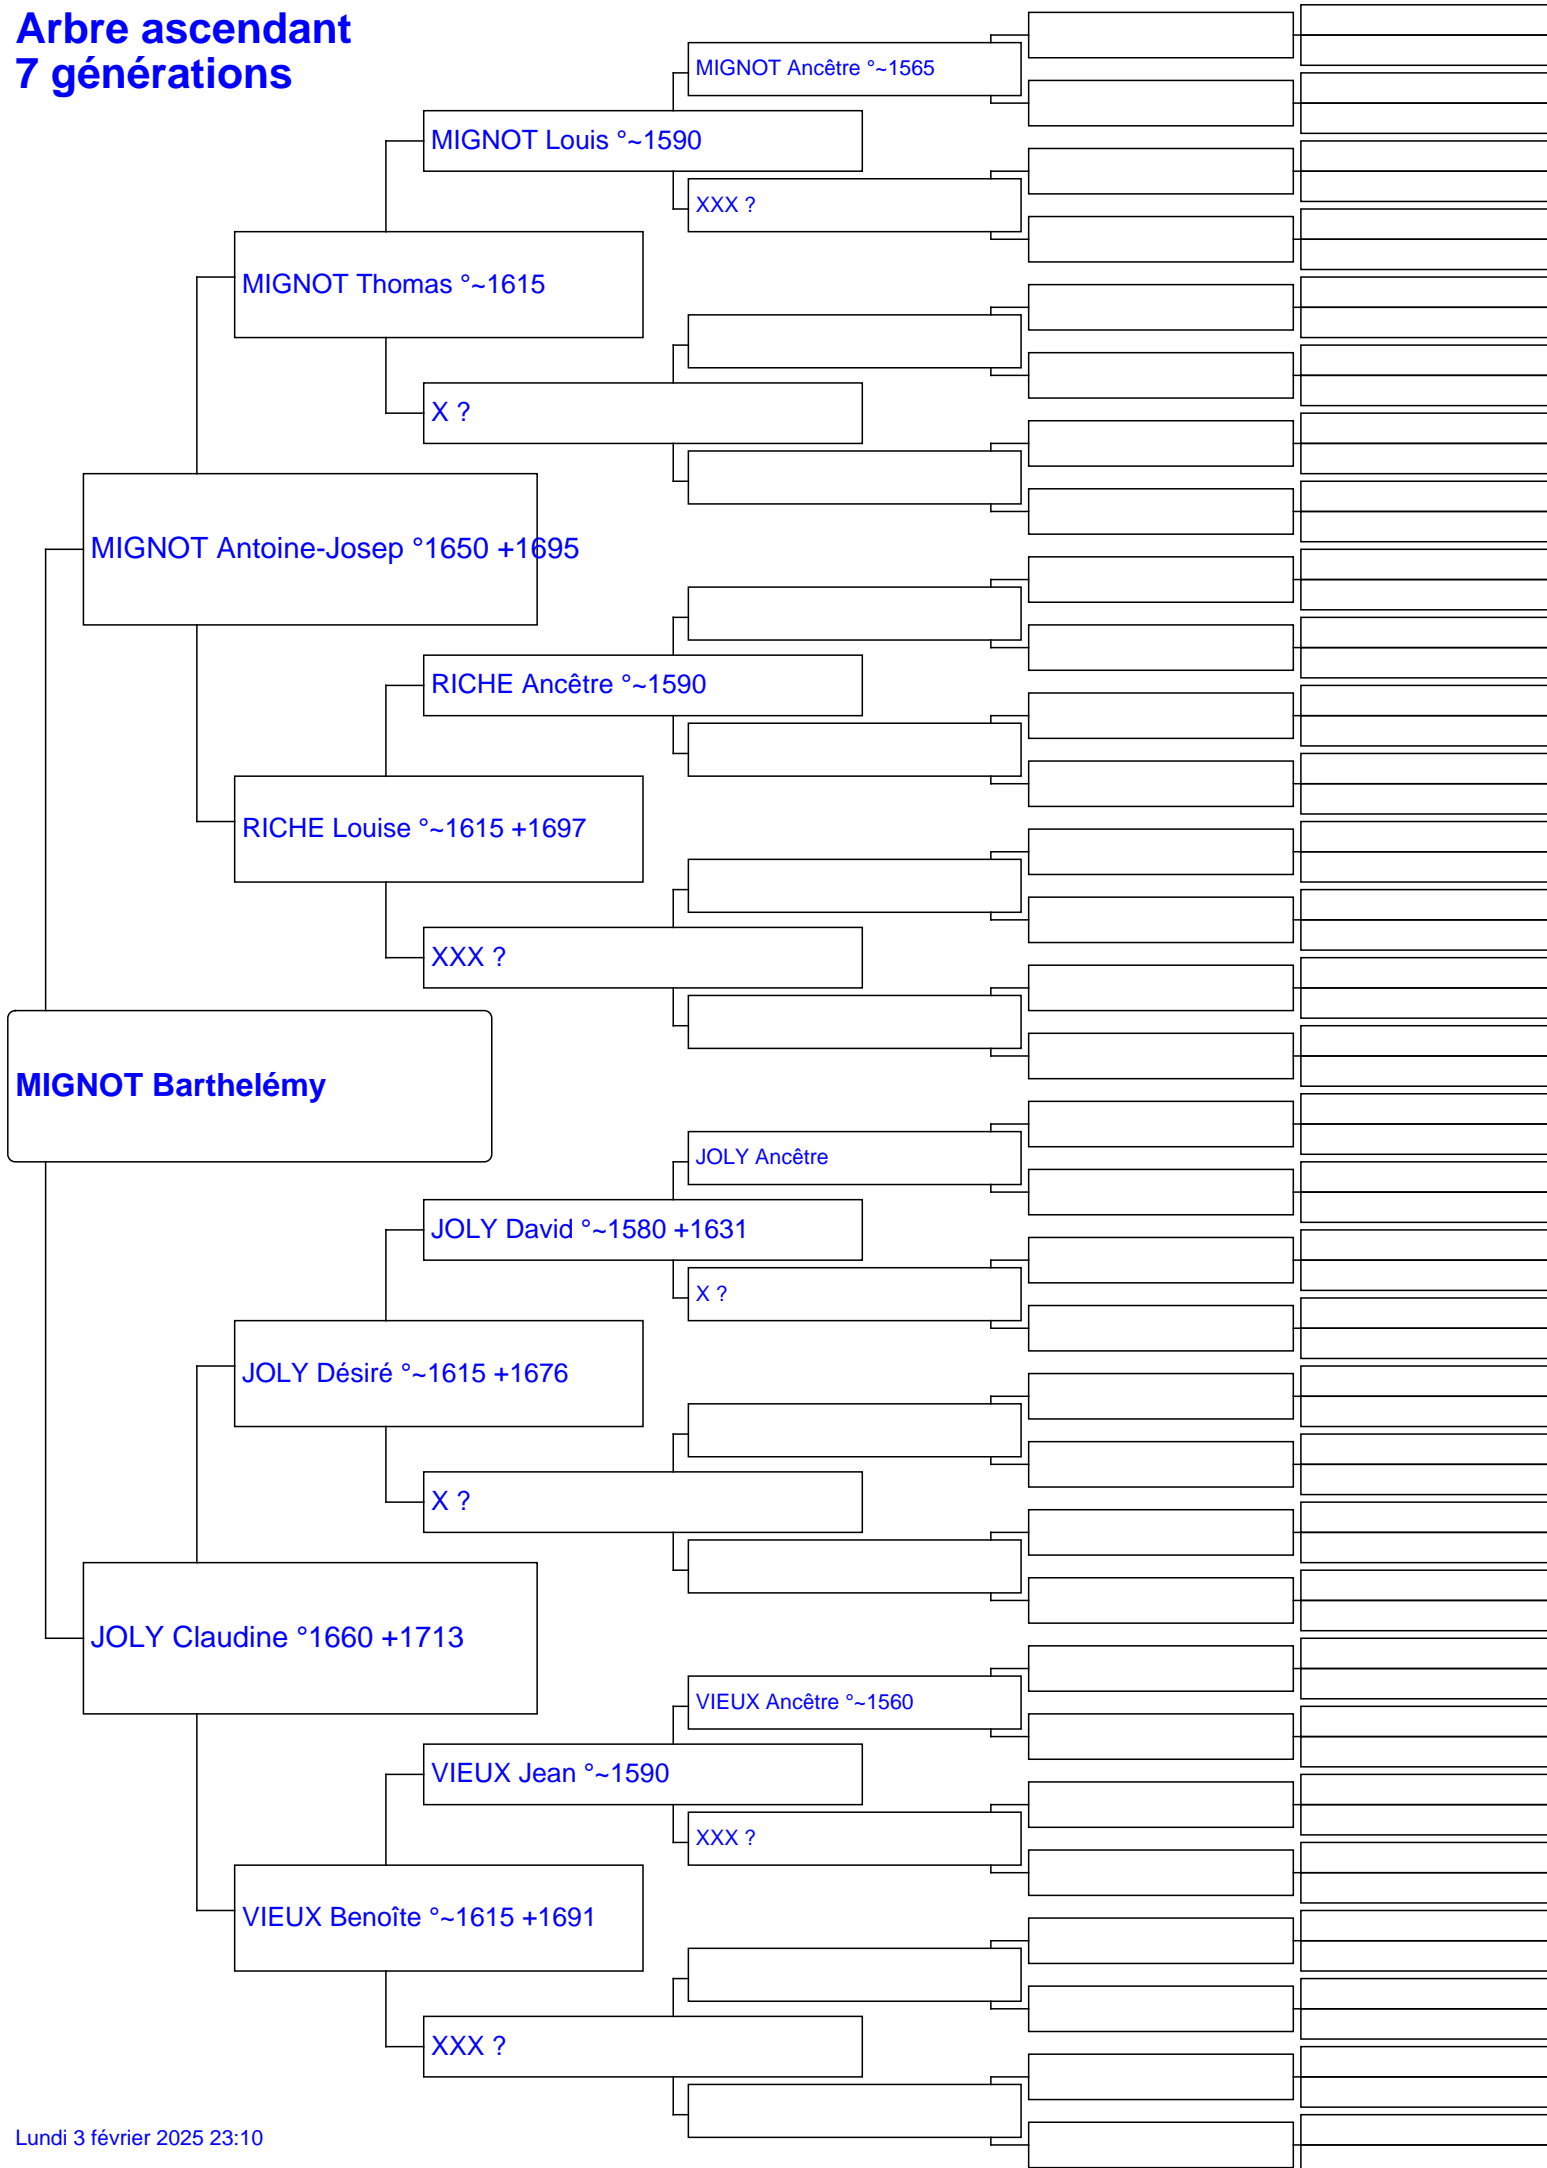 Arbre ascendant
7 générations
MIGNOT Ancêtre °~1565
MIGNOT Louis °~1590
XXX ?
MIGNOT Thomas °~1615
X ?
MIGNOT Antoine-Josep °1650 +1695
RICHE Ancêtre °~1590
RICHE Louise °~1615 +1697
XXX ?
MIGNOT Barthelémy
JOLY Ancêtre
JOLY David °~1580 +1631
X ?
JOLY Désiré °~1615 +1676
X ?
JOLY Claudine °1660 +1713
VIEUX Ancêtre °~1560
VIEUX Jean °~1590
XXX ?
VIEUX Benoîte °~1615 +1691
XXX ?
Lundi 3 février 2025 23:10